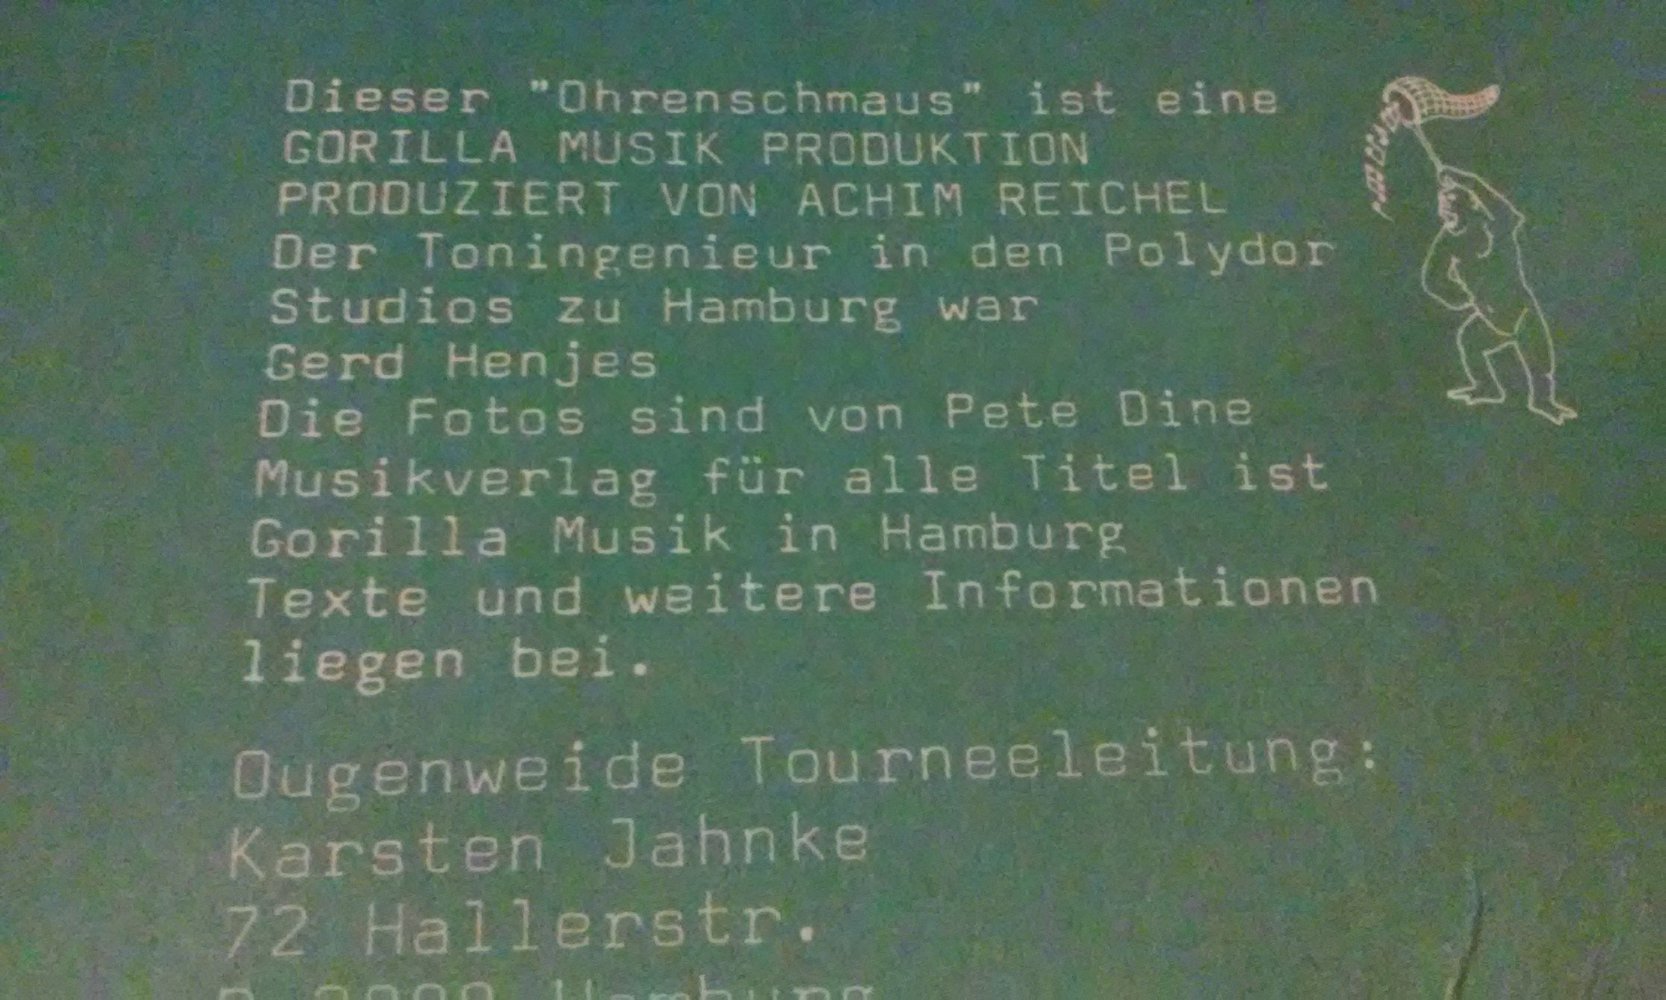 Dieser "Ohrenschmaus" ist eine
GORILLA MUSIK PRODUKTION
PRODUZIERT VON ACHIM REICHEL
Der Toningenieur in den Polydor
Studios zu Hamburg war
Gerd Henjes
Die Fotos sind von Pete Dine
Musikverlag für alle Titel ist
Gorilla Musik in Hamburg
Texte und weitere Informationen
liegen bei.
Ougenweide Tourneeleitung:
Karsten Jahnke
72 Hallerstr.
Hamburg